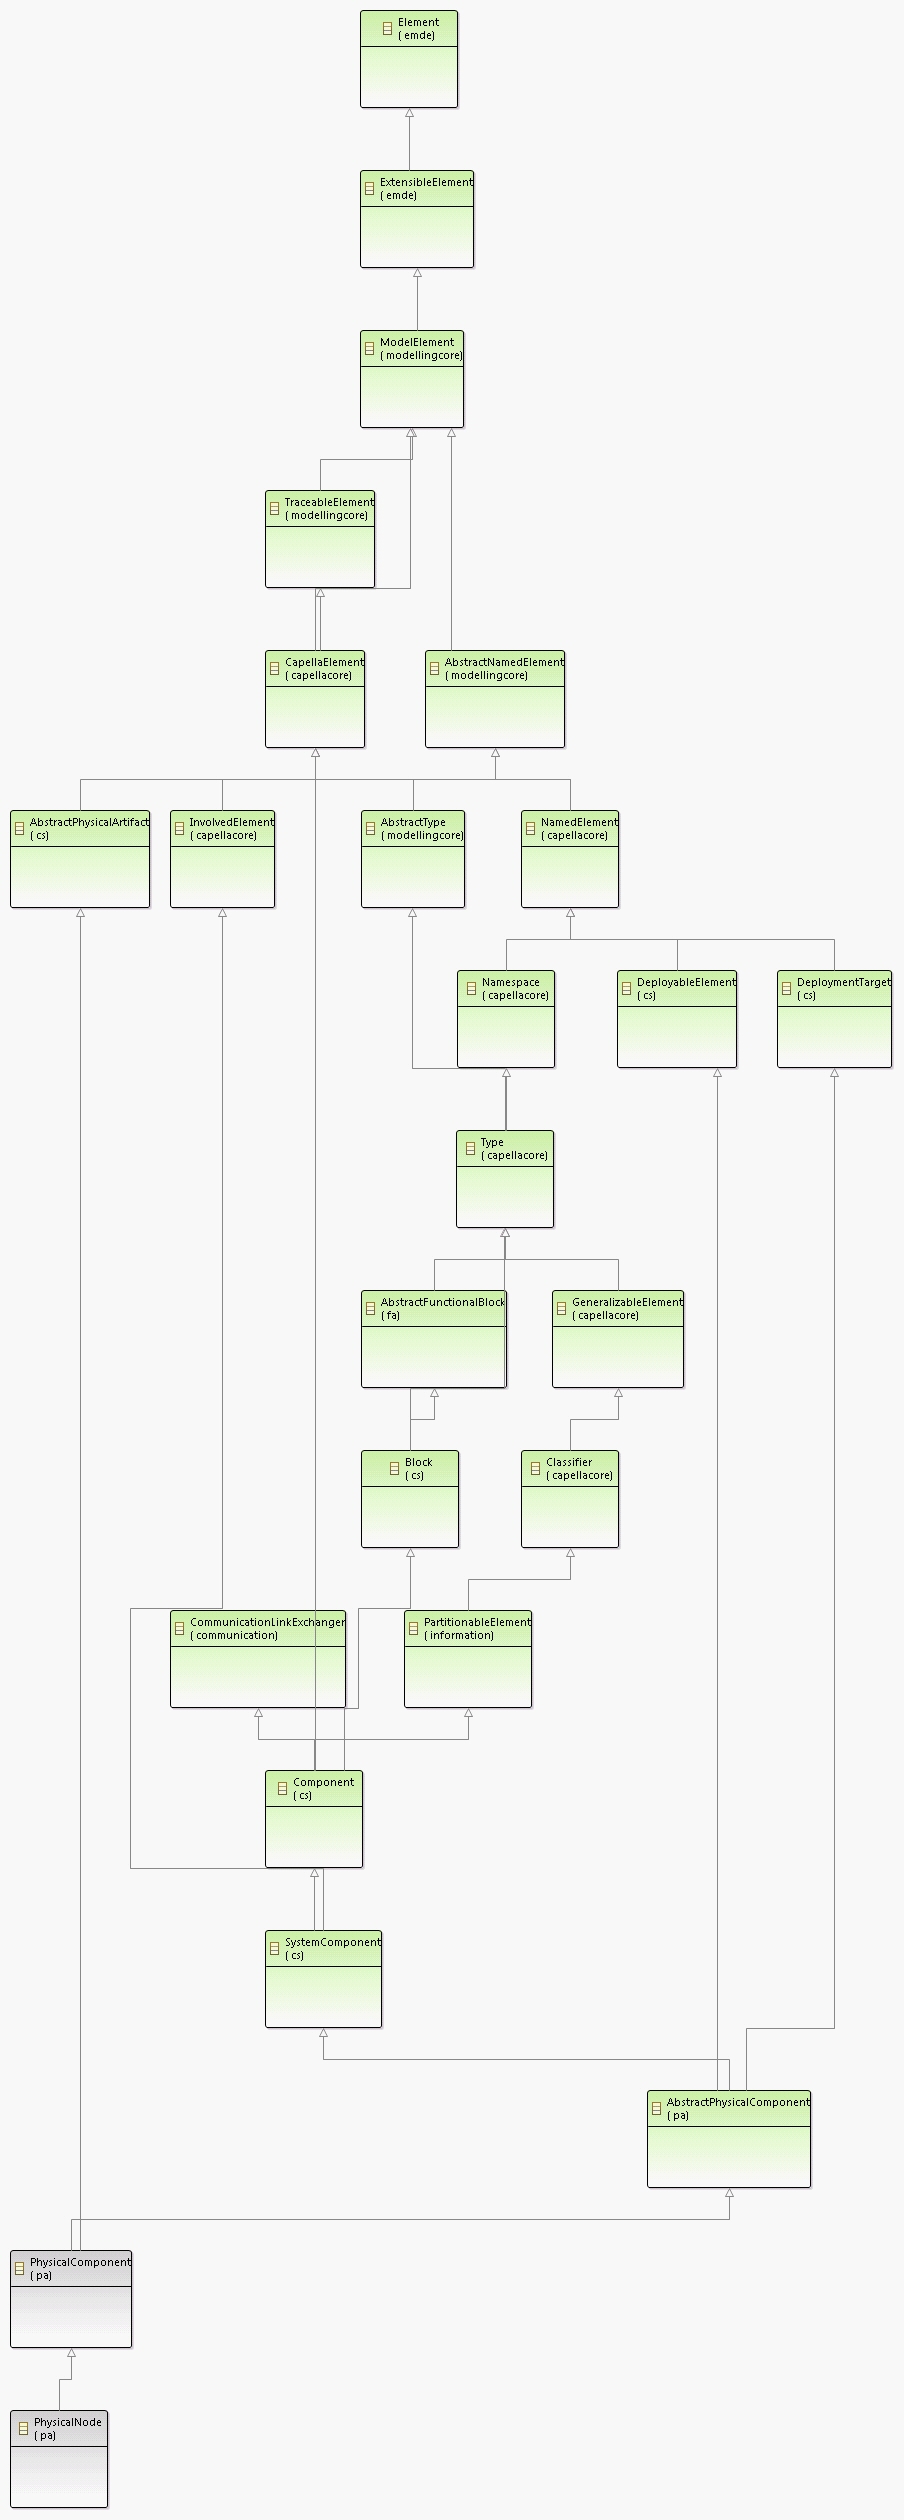 Element
( emde)
ExtensibleElement
( emde)
ModelElement
( modellingcore)
TraceableElement
( modellingcore)
CapellaElement
( capellacore)
AbstractNamedElement
( modellingcore)
AbstractPhysicalArtifact
( cs)
InvolvedElement
( capellacore)
AbstractType
( modellingcore)
NamedElement
( capellacore)
Namespace
( capellacore)
DeployableElement
( cs)
DeploymentTarget
( cs)
Type
( capellacore)
AbstractFunctionalBlock
( fa)
GeneralizableElement
( capellacore)
Block
( cs)
Classifier
( capellacore)
CommunicationLinkExchanger
( communication)
PartitionableElement
( information)
Component
( cs)
SystemComponent
( cs)
AbstractPhysicalComponent
( pa)
PhysicalComponent
( pa)
PhysicalNode
( pa)